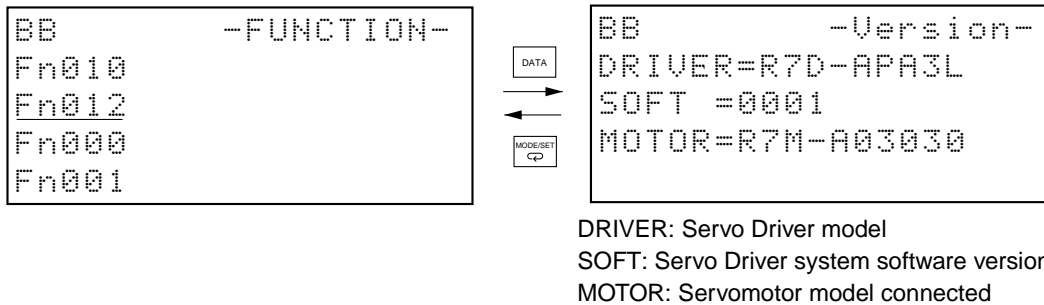 BB -FUNCTION-
Fn010
Fn012
Fn000
Fn001
DATA
MODE/SET
BB -Version-
DRIVER=R7D-APA3L
SOFT =0001
MOTOR=R7M-A03030
DRIVER: Servo Driver model
SOFT: Servo Driver system software version
MOTOR: Servomotor model connected